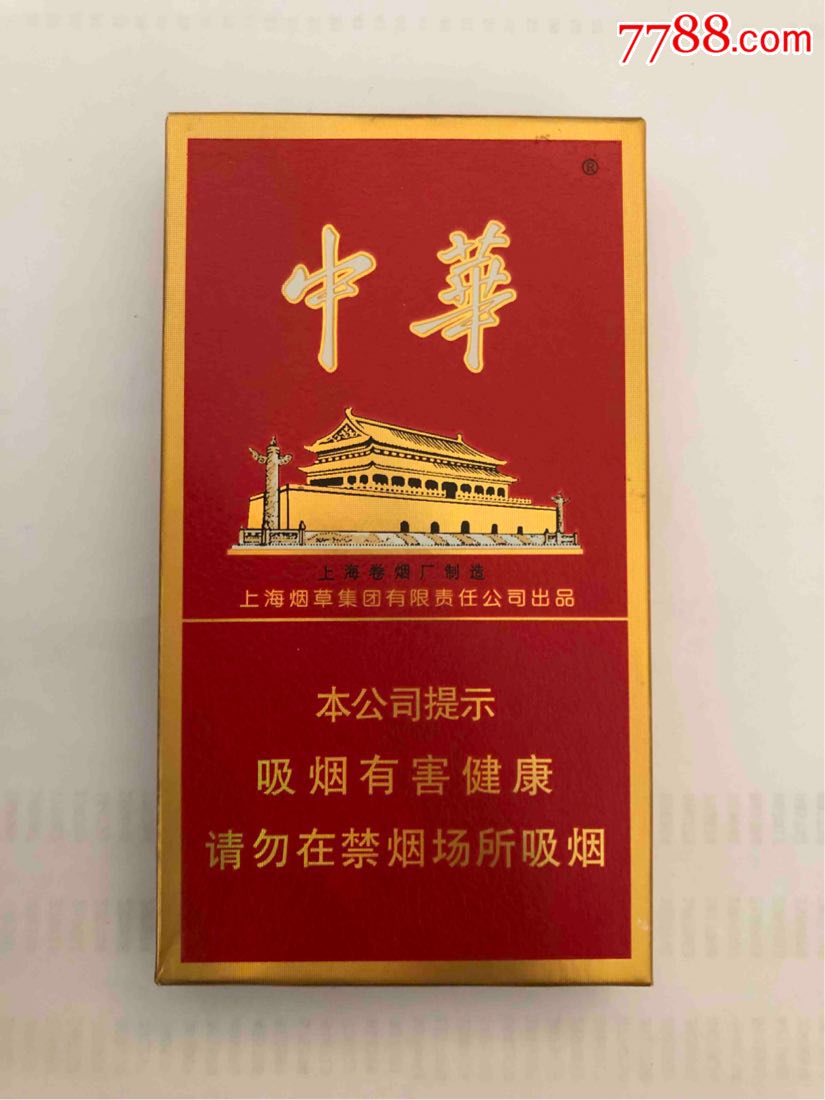 7788.com
®
中華
上海卷烟厂制造
上海烟草集团有限责任公司出品
本公司提示
吸烟有害健康
请勿在禁烟场所吸烟